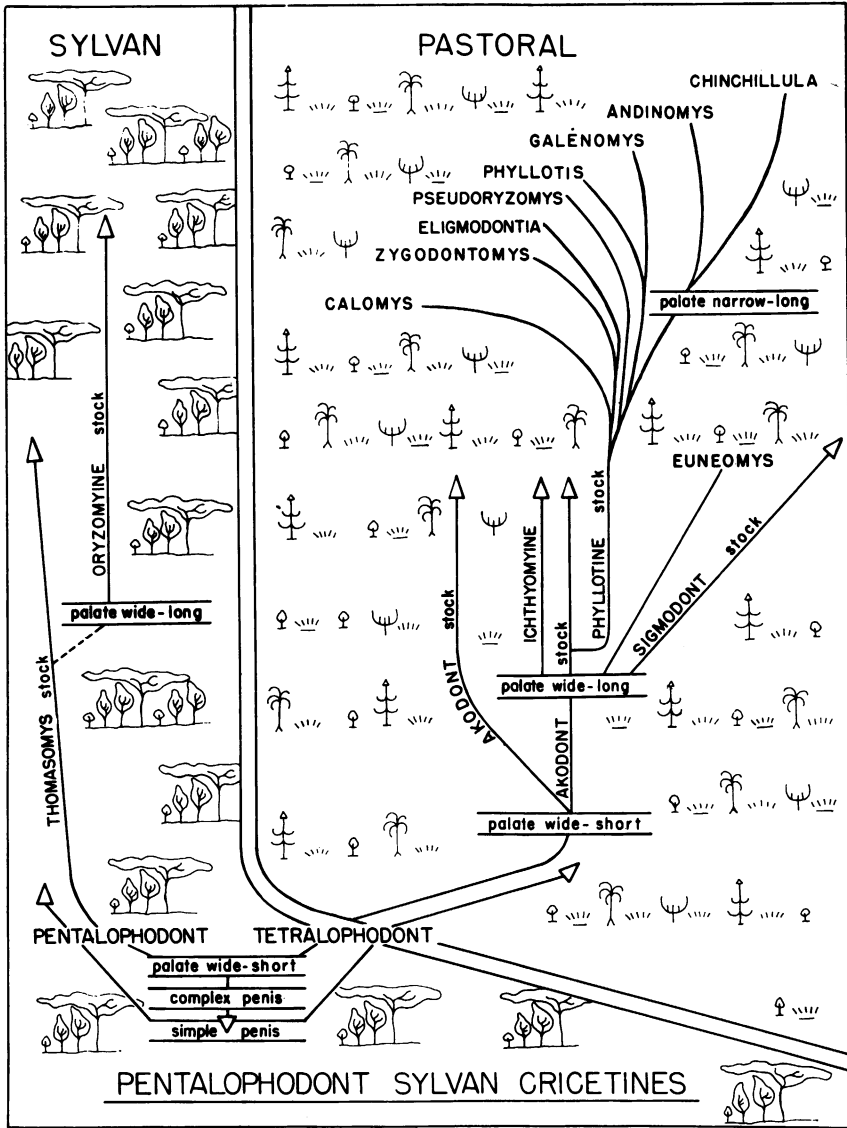 SYLVAN
PASTORAL
CHINCHILLULA
ANDINOMYS
GALÉNOMYS
PHYLLOTIS
PSEUDORYZOMYS
ELIGMODONTIA
ZYGODONTOMYS
CALOMYS
palate narrow-long
EUNEOMYS
ORYZOMYINE stock
palate wide-long
THOMASOMYS stock
AKODONT stock
ICHTHYOMYINE
AKODONT stock
PHYLLOTINE stock
SIGMODONT stock
palate wide-long
palate wide-short
PENTALOPHODONT
TETRALOPHODONT
palate wide-short
complex penis
simple penis
PENTALOPHODONT SYLVAN CRICETINES